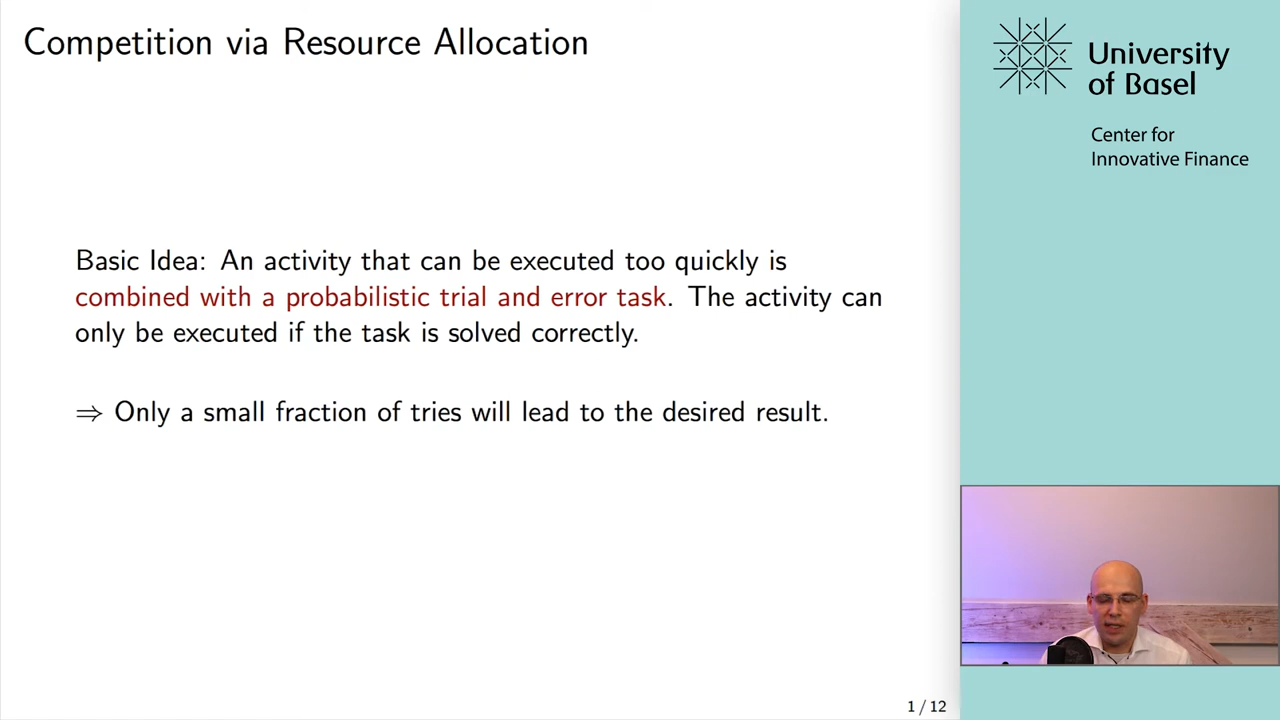 Competition via Resource Allocation
Basic Idea: An activity that can be executed too quickly is
combined with a probabilistic trial and error task. The activity can
only be executed if the task is solved correctly.
⇒ Only a small fraction of tries will lead to the desired result.
1 / 12
University
of Basel
Center for
Innovative Finance